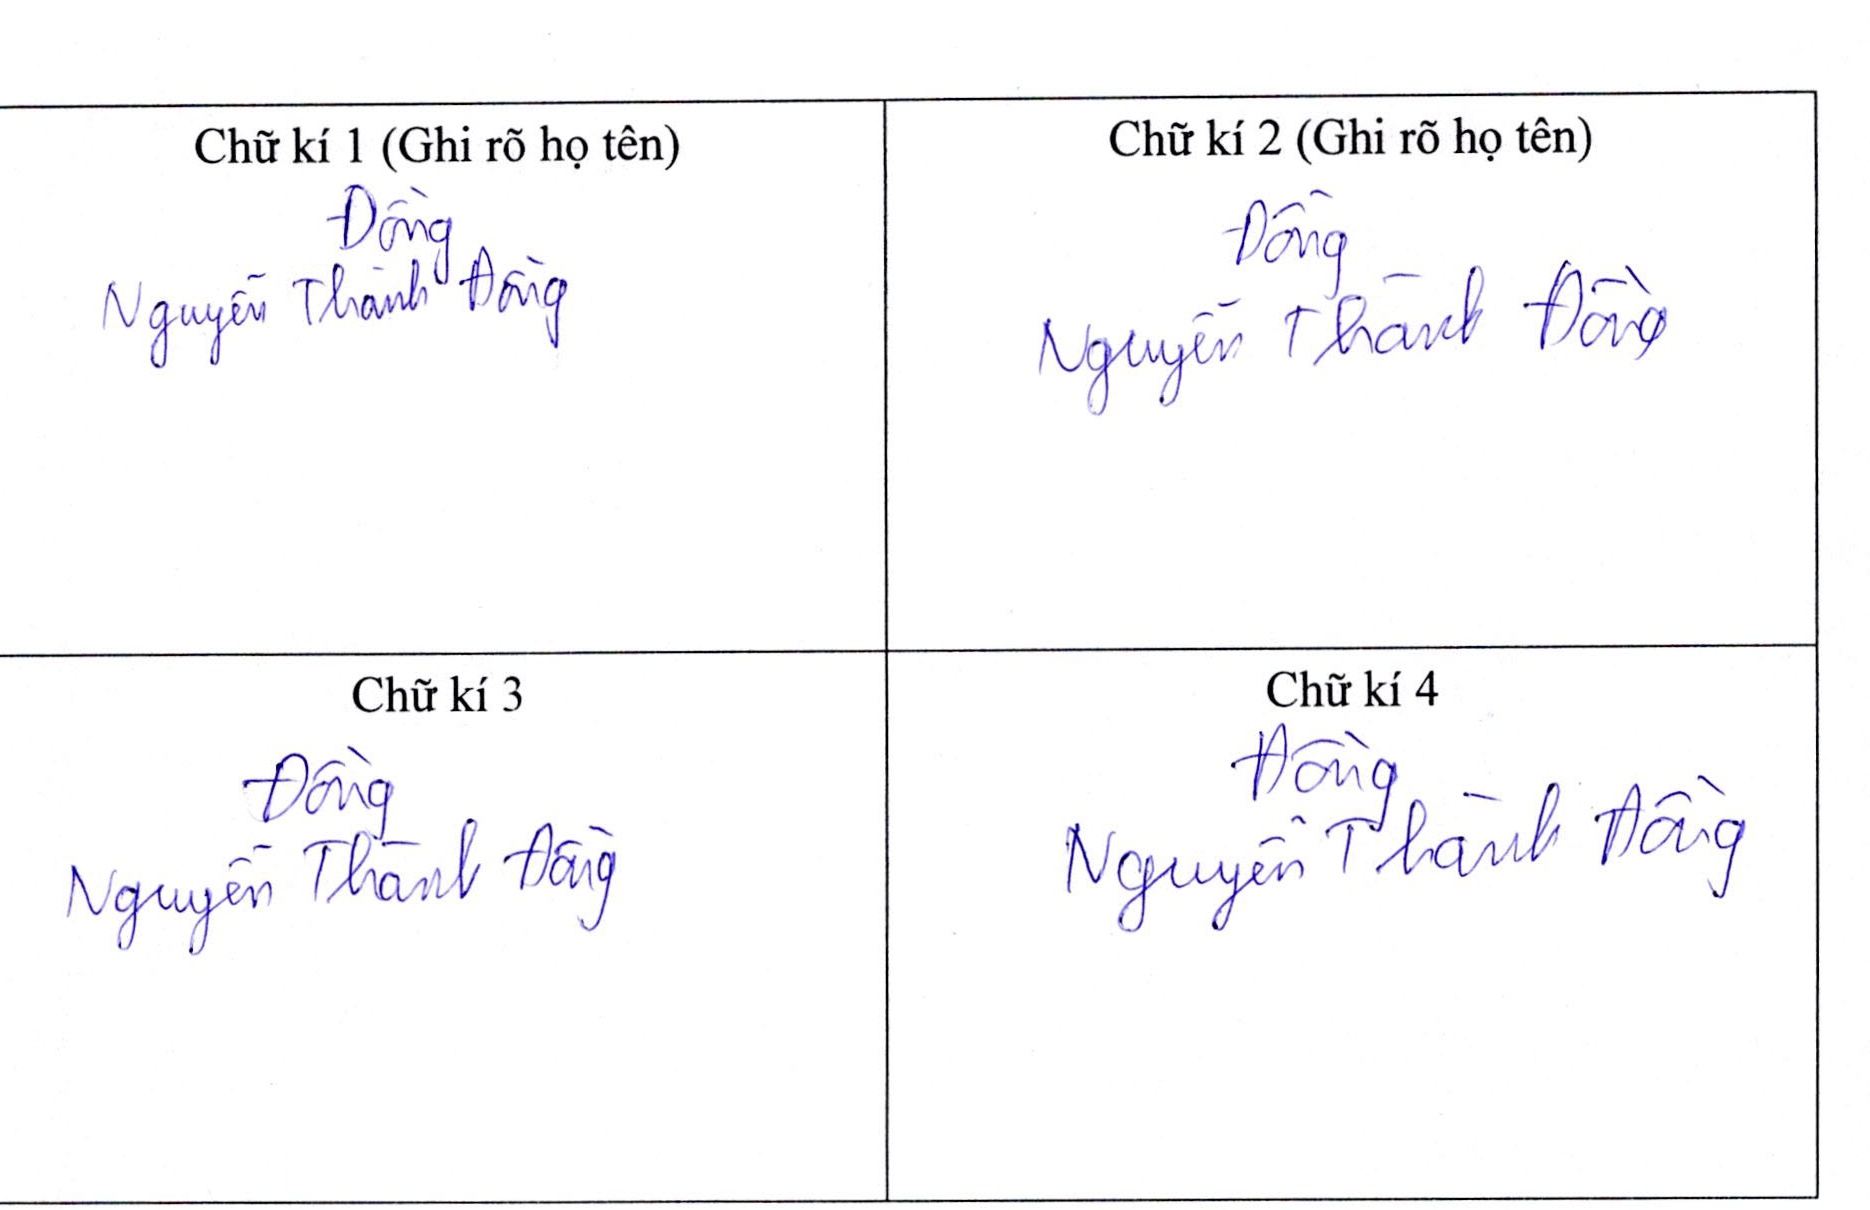 Chữ kí 1 (Ghi rõ họ tên)
Đồng
Nguyễn Thành Đồng
Chữ kí 2 (Ghi rõ họ tên)
Đồng
Nguyễn Thành Đồng
Chữ kí 3
Đồng
Nguyễn Thành Đồng
Chữ kí 4
Đồng
Nguyễn Thành Đồng